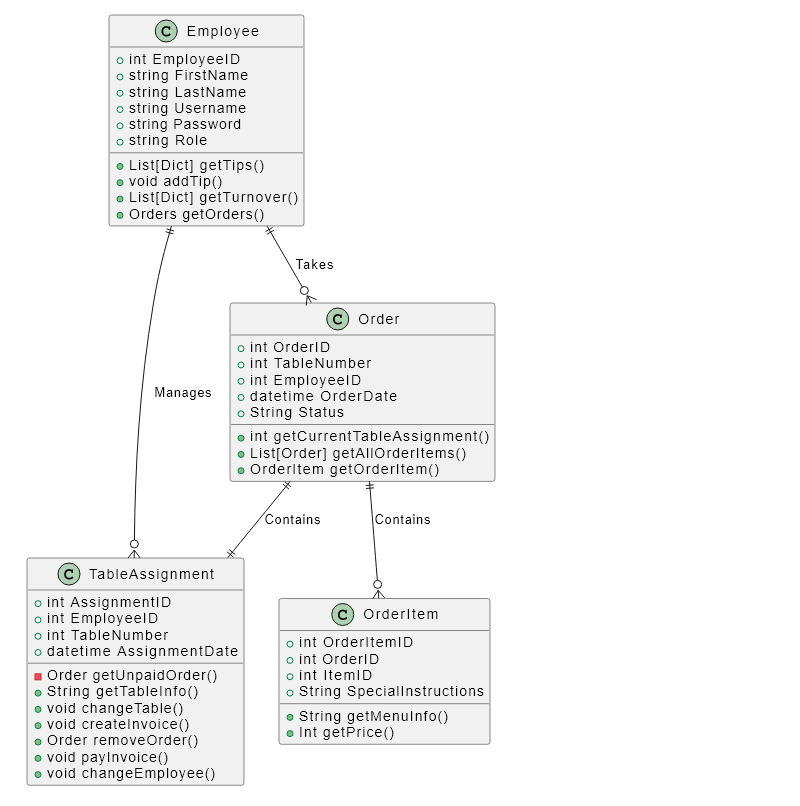 C Employee
int EmployeeID
string FirstName
string LastName
string Username
string Password
string Role
List[Dict] getTips()
void addTip()
List[Dict] getTurnover()
Orders getOrders()
Takes
C Order
int OrderID
int TableNumber
int EmployeeID
datetime OrderDate
String Status
int getCurrentTableAssignment()
List[Order] getAllOrderItems()
OrderItem getOrderItem()
Manages
Contains
Contains
C TableAssignment
int AssignmentID
int EmployeeID
int TableNumber
datetime AssignmentDate
Order getUnpaidOrder()
String getTableInfo()
void changeTable()
void createInvoice()
Order removeOrder()
void payInvoice()
void changeEmployee()
C OrderItem
int OrderItemID
int OrderID
int ItemID
String SpecialInstructions
String getMenuInfo()
Int getPrice()